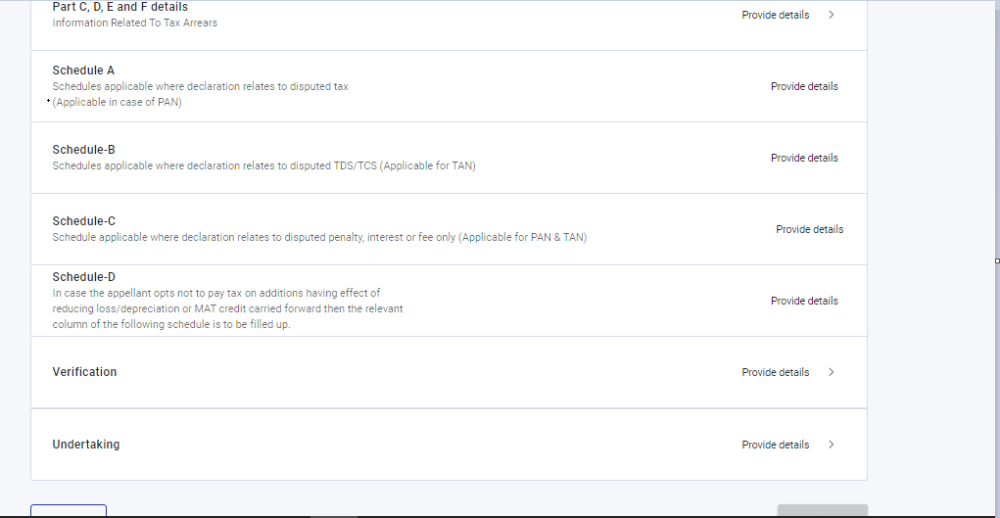 Part C, D, E and F details
Information Related To Tax Arrears
Provide details
Schedule A
Schedules applicable where declaration relates to disputed tax
(Applicable in case of PAN)
Provide details
Schedule-B
Schedules applicable where declaration relates to disputed TDS/TCS (Applicable for TAN)
Provide details
Schedule-C
Schedule applicable where declaration relates to disputed penalty, interest or fee only (Applicable for PAN & TAN)
Provide details
Schedule-D
In case the appellant opts not to pay tax on additions having effect of
reducing loss/depreciation or MAT credit carried forward then the relevant
column of the following schedule is to be filled up.
Provide details
Verification
Provide details
Undertaking
Provide details